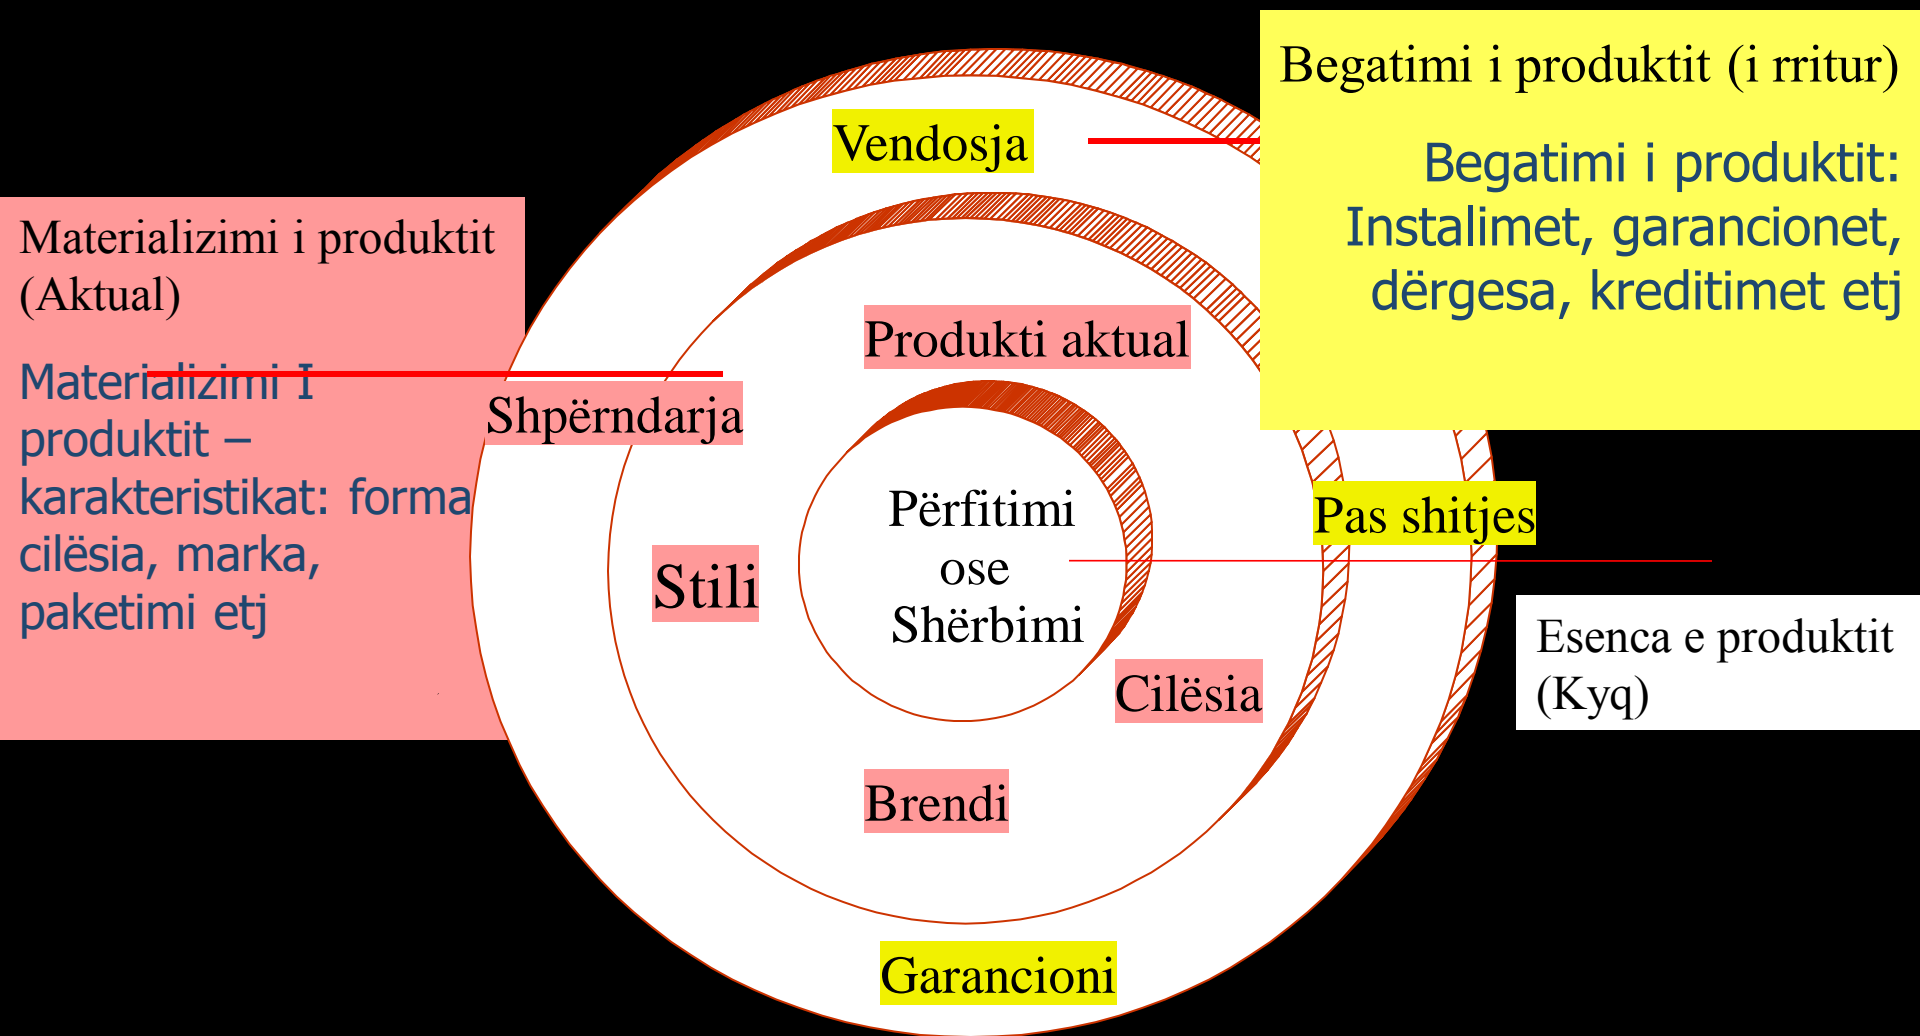 Begatimi i produktit (i rritur)
Begatimi i produktit:
Instalimet, garancionet,
dërgesa, kreditimet etj
Vendosja
Materializimi i produktit
(Aktual)
Materializimi I
produktit –
karakteristikat: forma
cilësia, marka,
paketimi etj
Produkti aktual
Shpërndarja
Përfitimi
ose
Shërbimi
Pas shitjes
Stili
Esenca e produktit
(Kyq)
Cilësia
Brendi
Garancioni